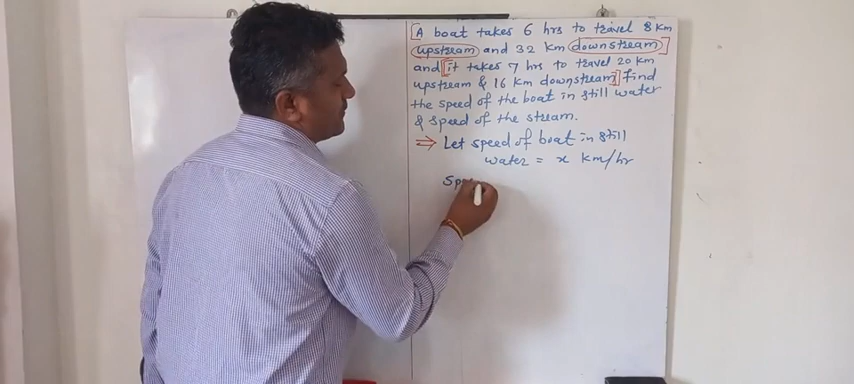 A boat takes 6 hrs to travel 8 km
upstream and 32 km downstream
and it takes 7 hrs to travel 20 km
upstream & 16 km downstream find
the speed of the boat in still water
& speed of the stream.
⇒ Let speed of boat in still
water = x km/hr
Spe